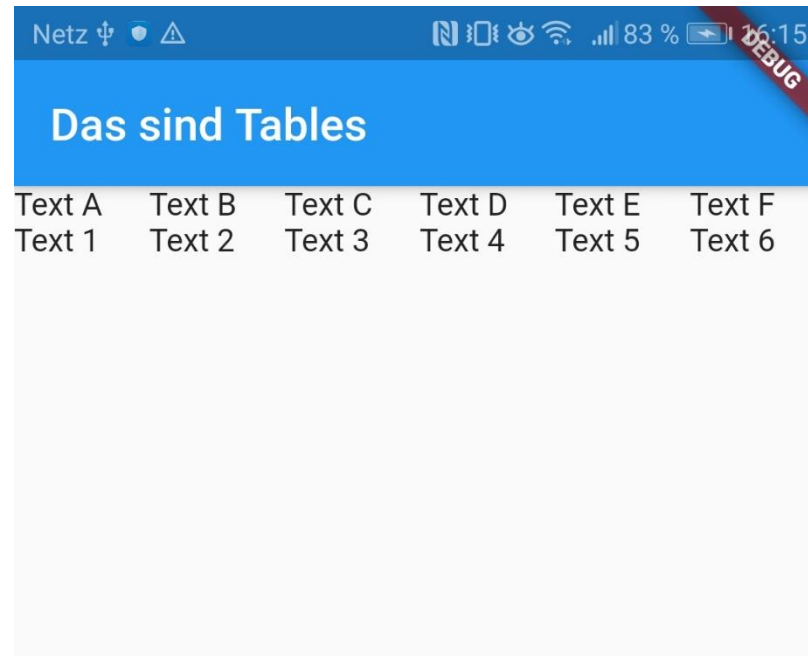 Netz 83 % 16:15
DEBUG
Das sind Tables
Text A Text B Text C Text D Text E Text F
Text 1 Text 2 Text 3 Text 4 Text 5 Text 6